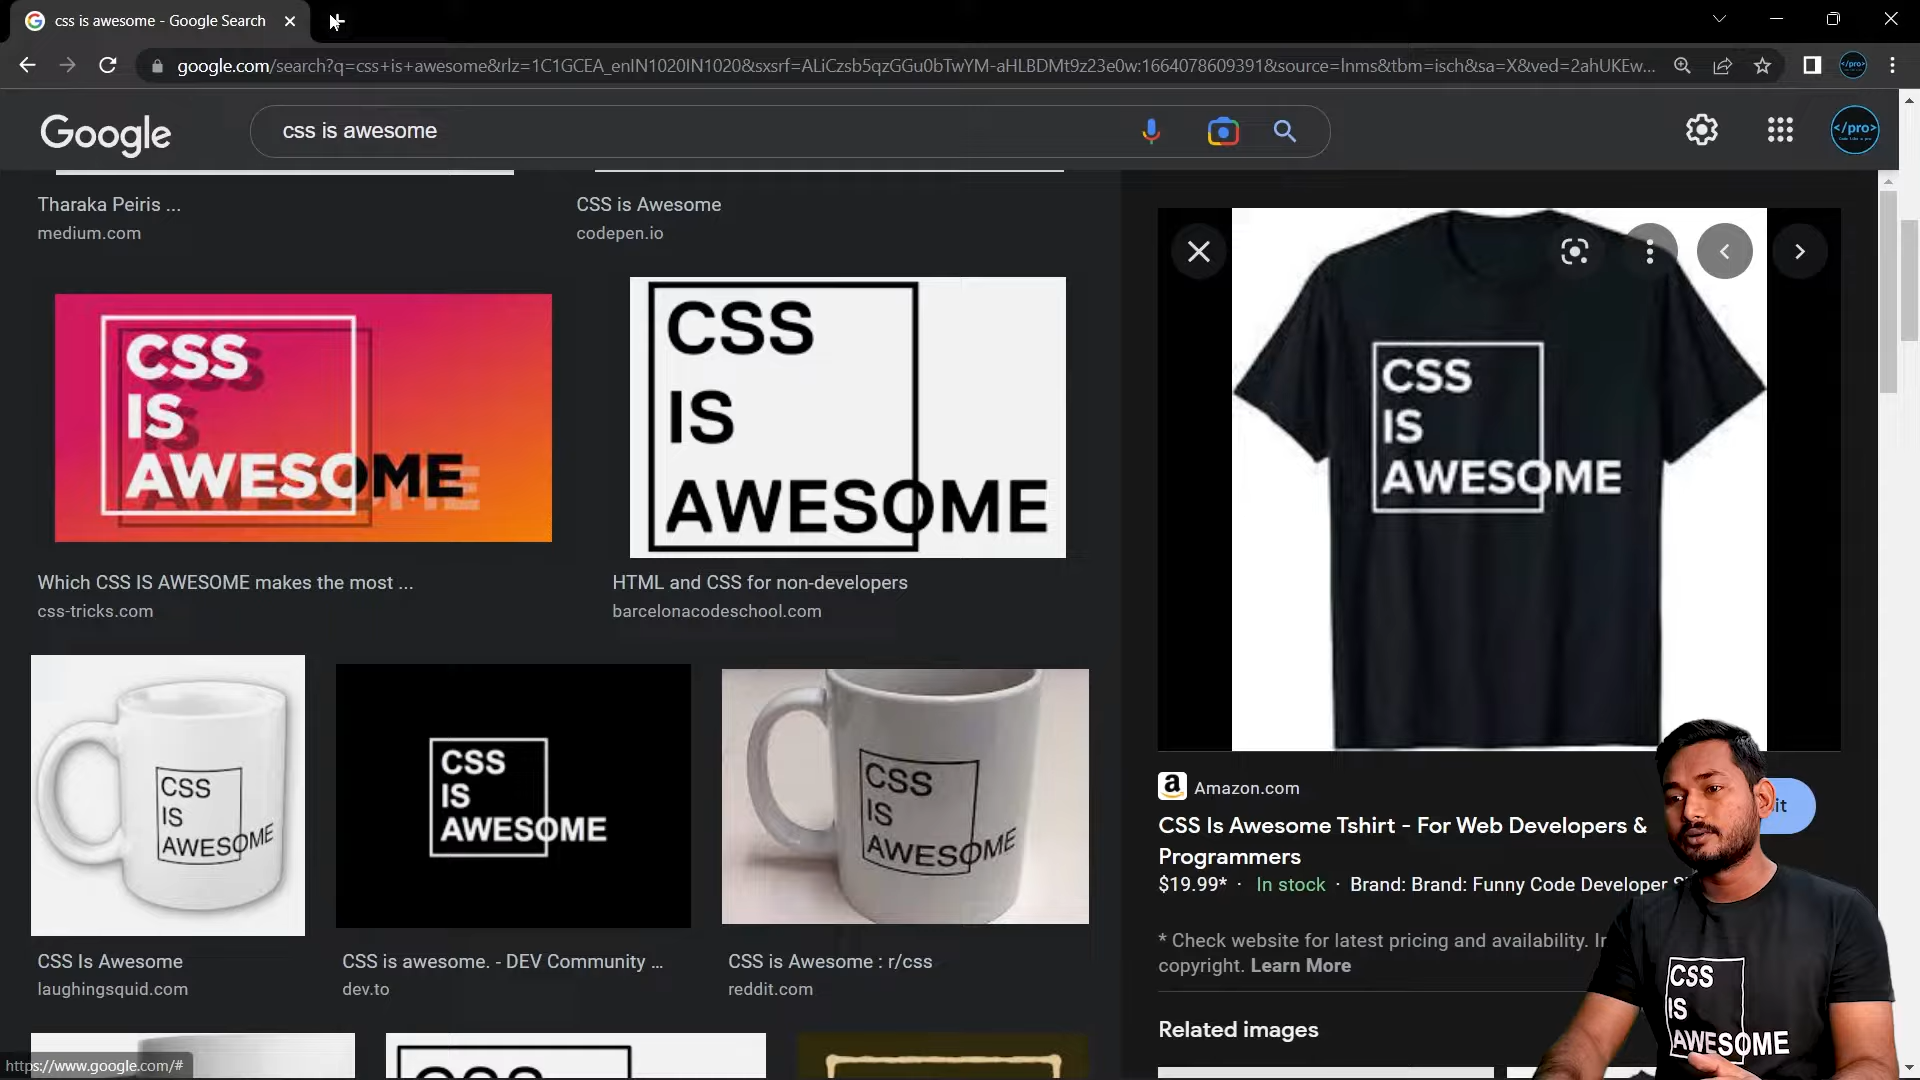 css is awesome - Google Search
google.com/search?q=css+is+awesome&rlz=1C1GCEA_enIN1020IN1020&sxsrf=ALiCzsb5qzGGu0bTwYM-aHLBDMt9z23e0w:1664078609391&source=lnms&tbm=isch&sa=X&ved=2ahUKEw...
</pro>
Google
css is awesome
</pro>
Tharaka Peiris ...
medium.com
CSS is Awesome
codepen.io
CSS
IS
AWESOME
Which CSS IS AWESOME makes the most ...
css-tricks.com
CSS
IS
AWESOME
HTML and CSS for non-developers
barcelonacodeschool.com
CSS
IS
AWESOME
CSS Is Awesome
laughingsquid.com
CSS
IS
AWESOME
CSS is awesome. - DEV Community ...
dev.to
CSS
IS
AWESOME
CSS is Awesome : r/css
reddit.com
CSS
IS
AWESOME
Amazon.com
it
CSS Is Awesome Tshirt - For Web Developers &
Programmers
$19.99* · In stock · Brand: Brand: Funny Code Developer
* Check website for latest pricing and availability.
copyright. Learn More
Related images
CSS
IS
AWESOME
https://www.google.com/#